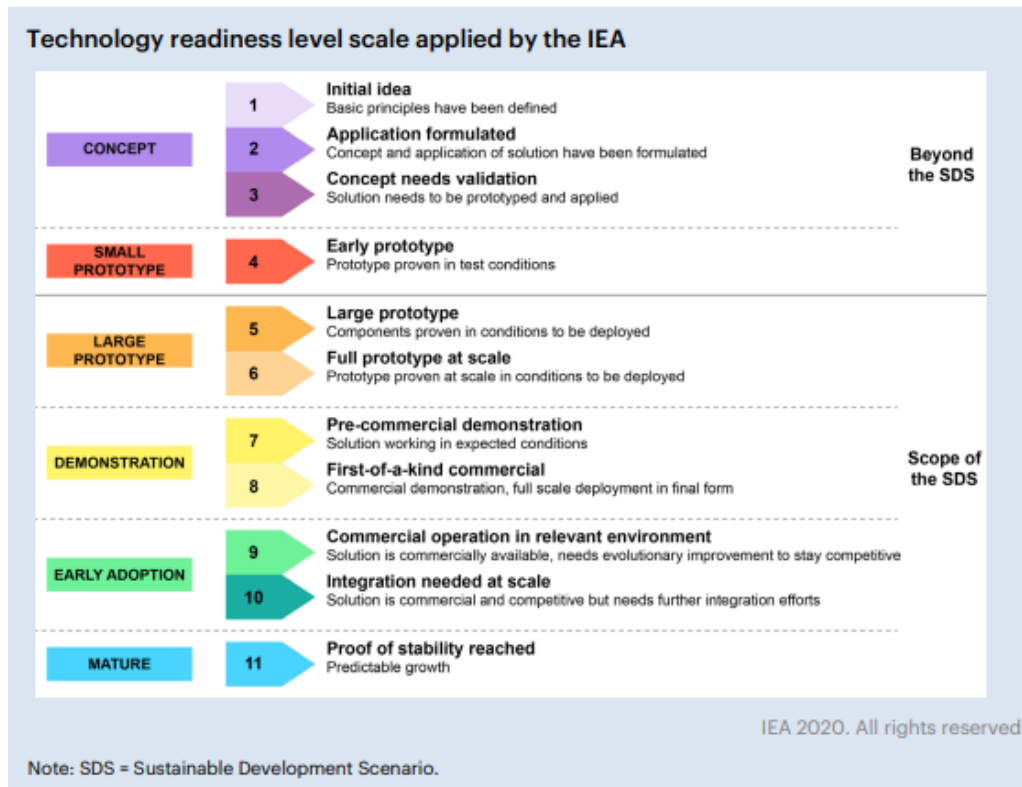 Technology readiness level scale applied by the IEA
CONCEPT
1
Initial idea
Basic principles have been defined
2
Application formulated
Concept and application of solution have been formulated
3
Concept needs validation
Solution needs to be prototyped and applied
Beyond
the SDS
SMALL
PROTOTYPE
4
Early prototype
Prototype proven in test conditions
LARGE
PROTOTYPE
5
Large prototype
Components proven in conditions to be deployed
6
Full prototype at scale
Prototype proven at scale in conditions to be deployed
DEMONSTRATION
7
Pre-commercial demonstration
Solution working in expected conditions
8
First-of-a-kind commercial
Commercial demonstration, full scale deployment in final form
Scope of
the SDS
EARLY ADOPTION
9
Commercial operation in relevant environment
Solution is commercially available, needs evolutionary improvement to stay competitive
10
Integration needed at scale
Solution is commercial and competitive but needs further integration efforts
MATURE
11
Proof of stability reached
Predictable growth
IEA 2020. All rights reserved
Note: SDS = Sustainable Development Scenario.